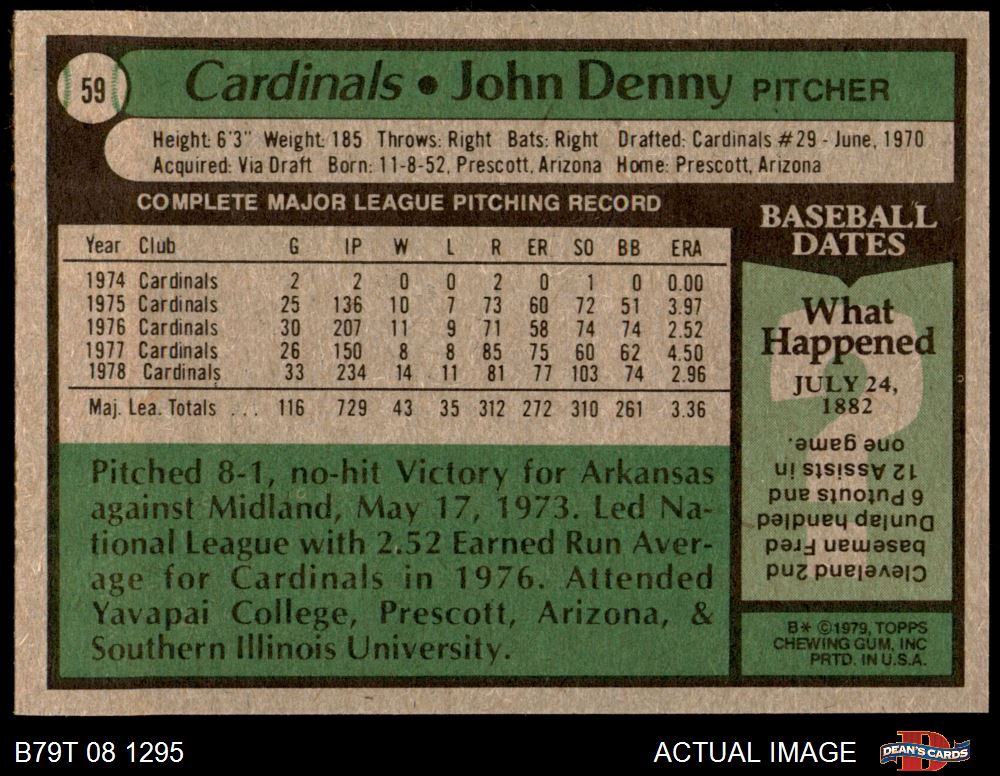 59
Cardinals • John Denny PITCHER
Height: 6'3" Weight: 185 Throws: Right Bats: Right Drafted: Cardinals #29 - June, 1970
Acquired: Via Draft Born: 11-8-52, Prescott, Arizona Home: Prescott, Arizona
COMPLETE MAJOR LEAGUE PITCHING RECORD
Year Club G IP W L R ER SO BB ERA
1974 Cardinals 2 2 0 0 2 0 1 0 0.00
1975 Cardinals 25 136 10 7 73 60 72 51 3.97
1976 Cardinals 30 207 11 9 71 58 74 74 2.52
1977 Cardinals 26 150 8 8 85 75 60 62 4.50
1978 Cardinals 33 234 14 11 81 77 103 74 2.96
Maj. Lea. Totals ... 116 729 43 35 312 272 310 261 3.36
Pitched 8-1, no-hit Victory for Arkansas
against Midland, May 17, 1973. Led Na-
tional League with 2.52 Earned Run Aver-
age for Cardinals in 1976. Attended
Yavapai College, Prescott, Arizona, &
Southern Illinois University.
BASEBALL
DATES
What
Happened
JULY 24,
1882
?
Cleveland 2nd
baseman Fred
Dunlap handled
6 Putouts and
12 Assists in
one game.
B* ©1979, TOPPS
CHEWING GUM, INC
PRTD. IN U.S.A.
B79T 08 1295
ACTUAL IMAGE
D
DEAN'S CARDS